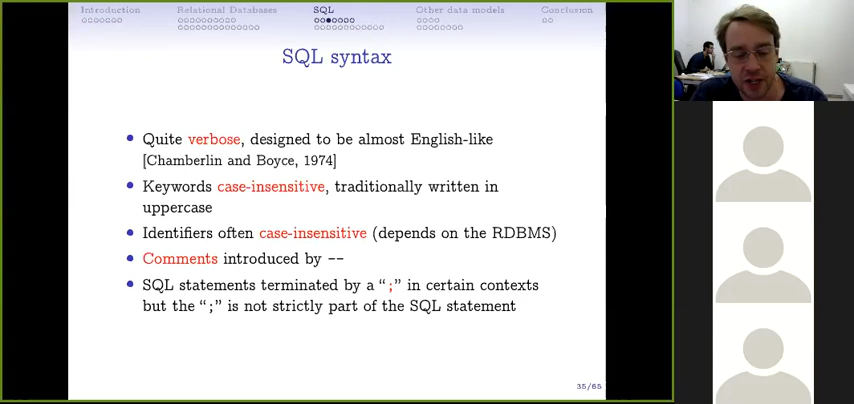 Introduction
Relational Databases
SQL
Other data models
Conclusion
SQL syntax
Quite verbose, designed to be almost English-like
[Chamberlin and Boyce, 1974]
Keywords case-insensitive, traditionally written in
uppercase
Identifiers often case-insensitive (depends on the RDBMS)
Comments introduced by --
SQL statements terminated by a “;” in certain contexts
but the “;” is not strictly part of the SQL statement
35/65